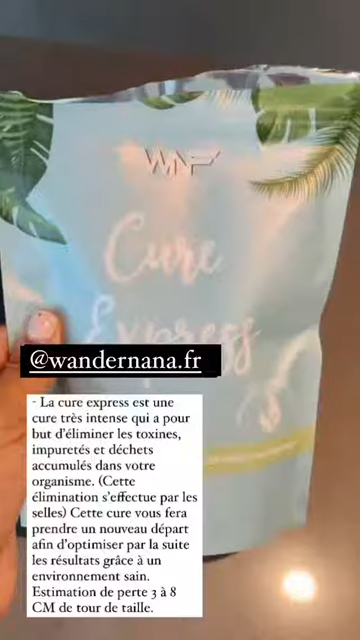 WNF
Cure
Express
@wandernana.fr
- La cure express est une
cure très intense qui a pour
but d'éliminer les toxines,
impuretés et déchets
accumulés dans votre
organisme. (Cette
élimination s'effectue par les
selles) Cette cure vous fera
prendre un nouveau départ
afin d'optimiser par la suite
les résultats grâce à un
environnement sain.
Estimation de perte 3 à 8
CM de tour de taille.